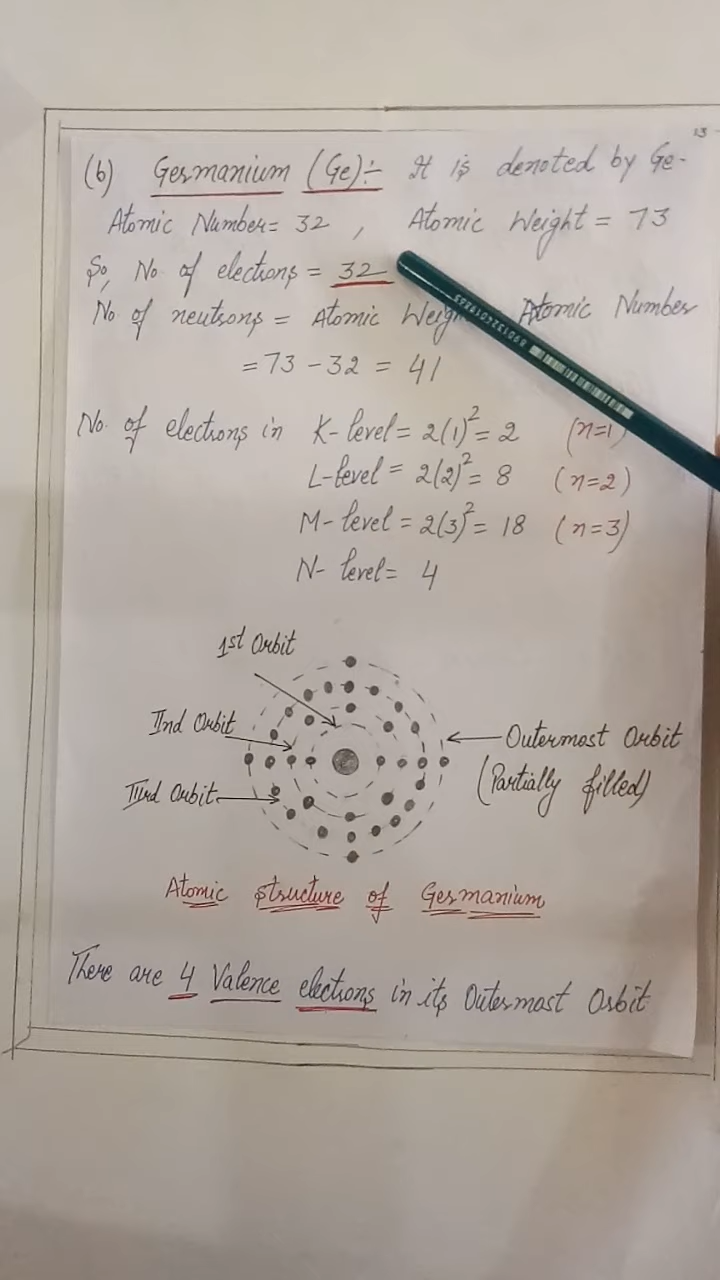 13
(b) Germanium (Ge):- It is denoted by Ge-
Atomic Number= 32 , Atomic Weight = 73
So, No of electrons = 32
No of neutrons = Atomic Atomic Number
= 73 - 32 = 41
No. of electrons in K-level = 2(1)² = 2 (n=1)
L-level = 2(2)² = 8 (n=2)
M-level = 2(3)² = 18 (n=3)
N-level= 4
1st Orbit
IInd Orbit
IIIrd Orbit
Outermost Orbit
(Partially filled)
Atomic structure of Germanium
There are 4 Valence electrons in its Outermost Orbit